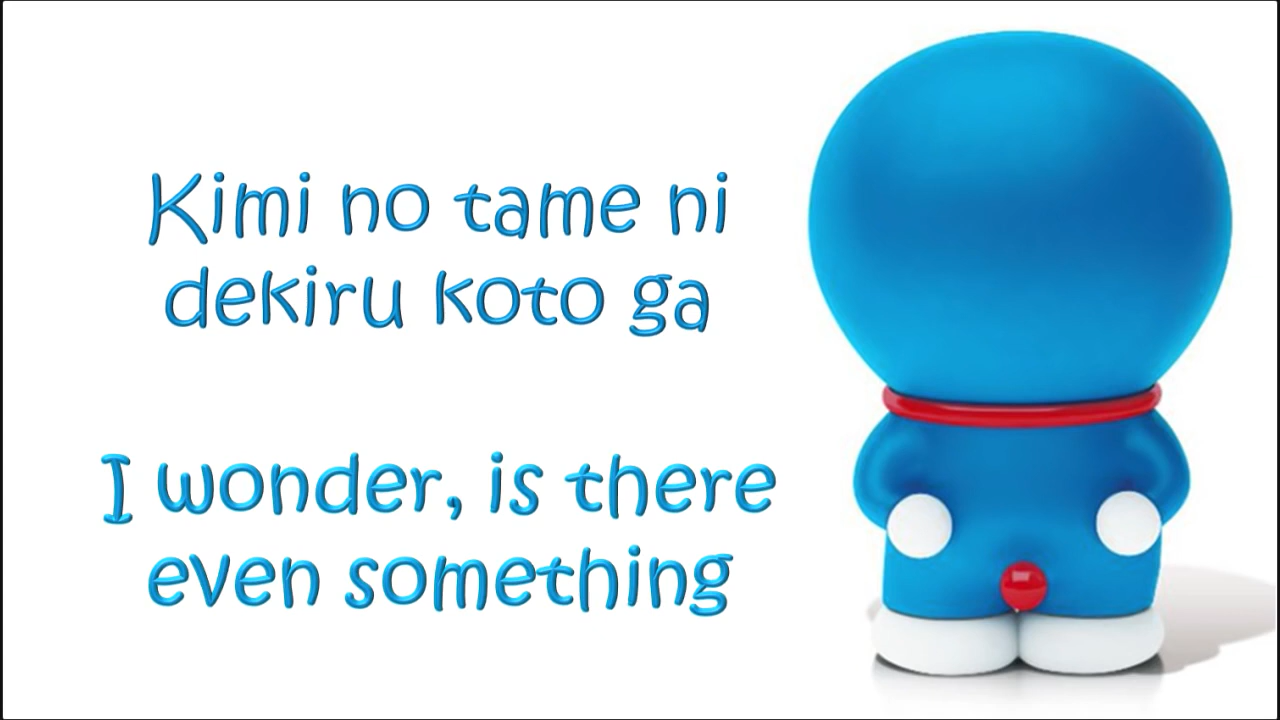 Kimi no tame ni
dekiru koto ga
I wonder, is there
even something